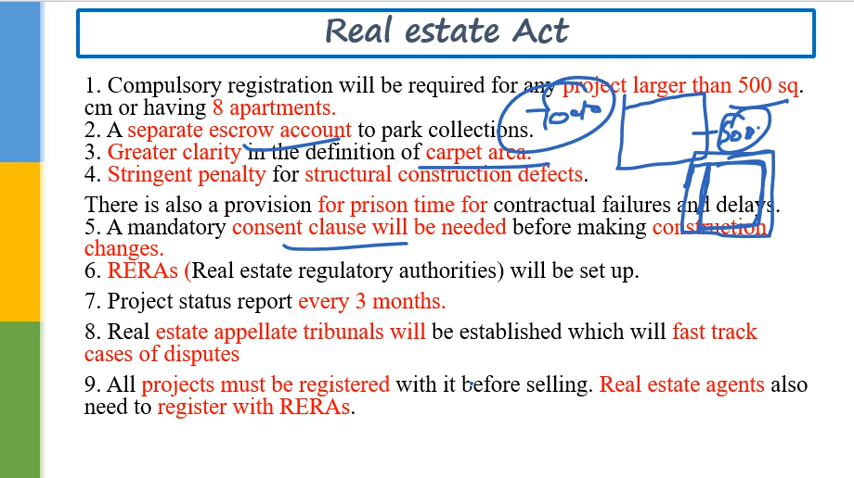 Real estate Act
1. Compulsory registration will be required for any project larger than 500 sq.
cm or having 8 apartments.
2. A separate escrow account to park collections.
3. Greater clarity in the definition of carpet area.
4. Stringent penalty for structural construction defects.
There is also a provision for prison time for contractual failures and delays.
5. A mandatory consent clause will be needed before making construction
changes.
6. RERAs (Real estate regulatory authorities) will be set up.
7. Project status report every 3 months.
8. Real estate appellate tribunals will be established which will fast track
cases of disputes
9. All projects must be registered with it before selling. Real estate agents also
need to register with RERAs.